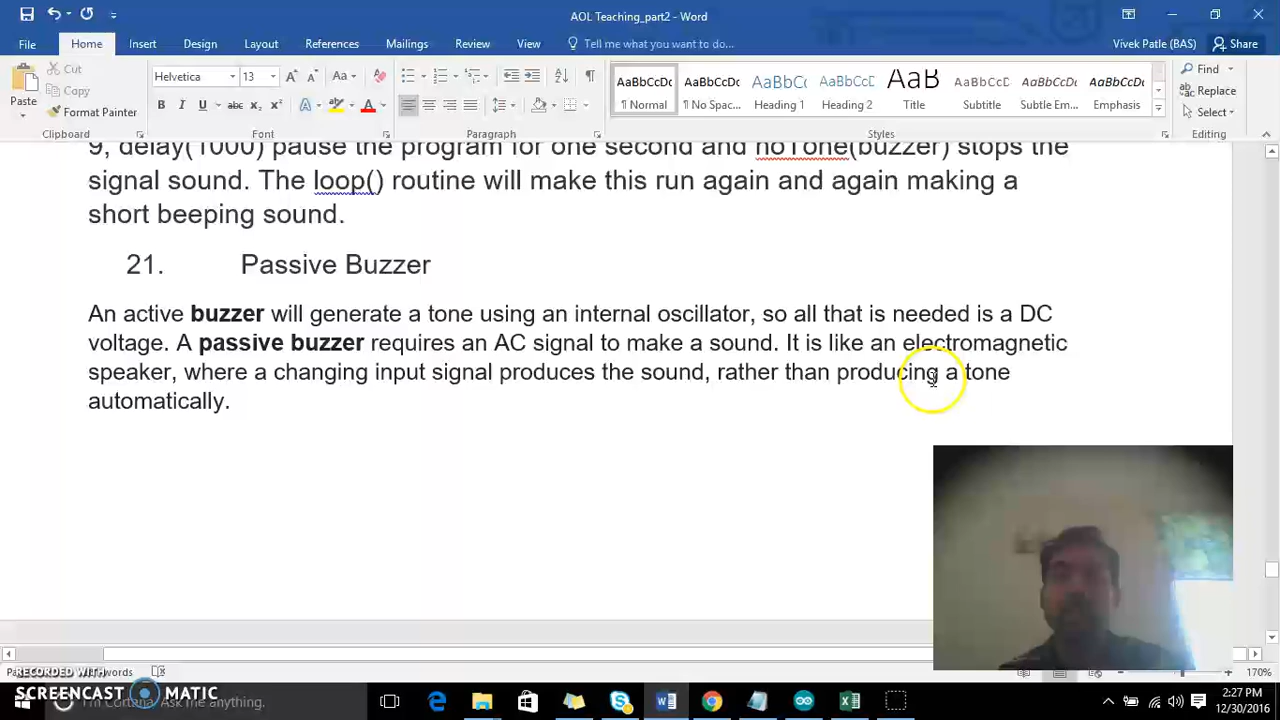 AOL Teaching_part2 - Word
File Home Insert Design Layout References Mailings Review View Tell me what you want to do... Vivek Patle (BAS) Share
Paste Cut Copy Format Painter
Helvetica 13 Aa
AaBbCcDc AaBbCcDc AaBbCc AaBbCcD AaB AaBbCcD AaBbCcDc AaBbCcDc
¶ Normal ¶ No Spac... Heading 1 Heading 2 Title Subtitle Subtle Em... Emphasis
Find Replace Select
Clipboard Font Paragraph Styles Editing
9, delay(1000) pause the program for one second and noTone(buzzer) stops the
signal sound. The loop() routine will make this run again and again making a
short beeping sound.
21. Passive Buzzer
An active buzzer will generate a tone using an internal oscillator, so all that is needed is a DC
voltage. A passive buzzer requires an AC signal to make a sound. It is like an electromagnetic
speaker, where a changing input signal produces the sound, rather than producing a tone
automatically.
RECORDED WITH words 170%
SCREENCAST MATIC
I'm Cortana. Ask me anything.
2:27 PM
12/30/2016